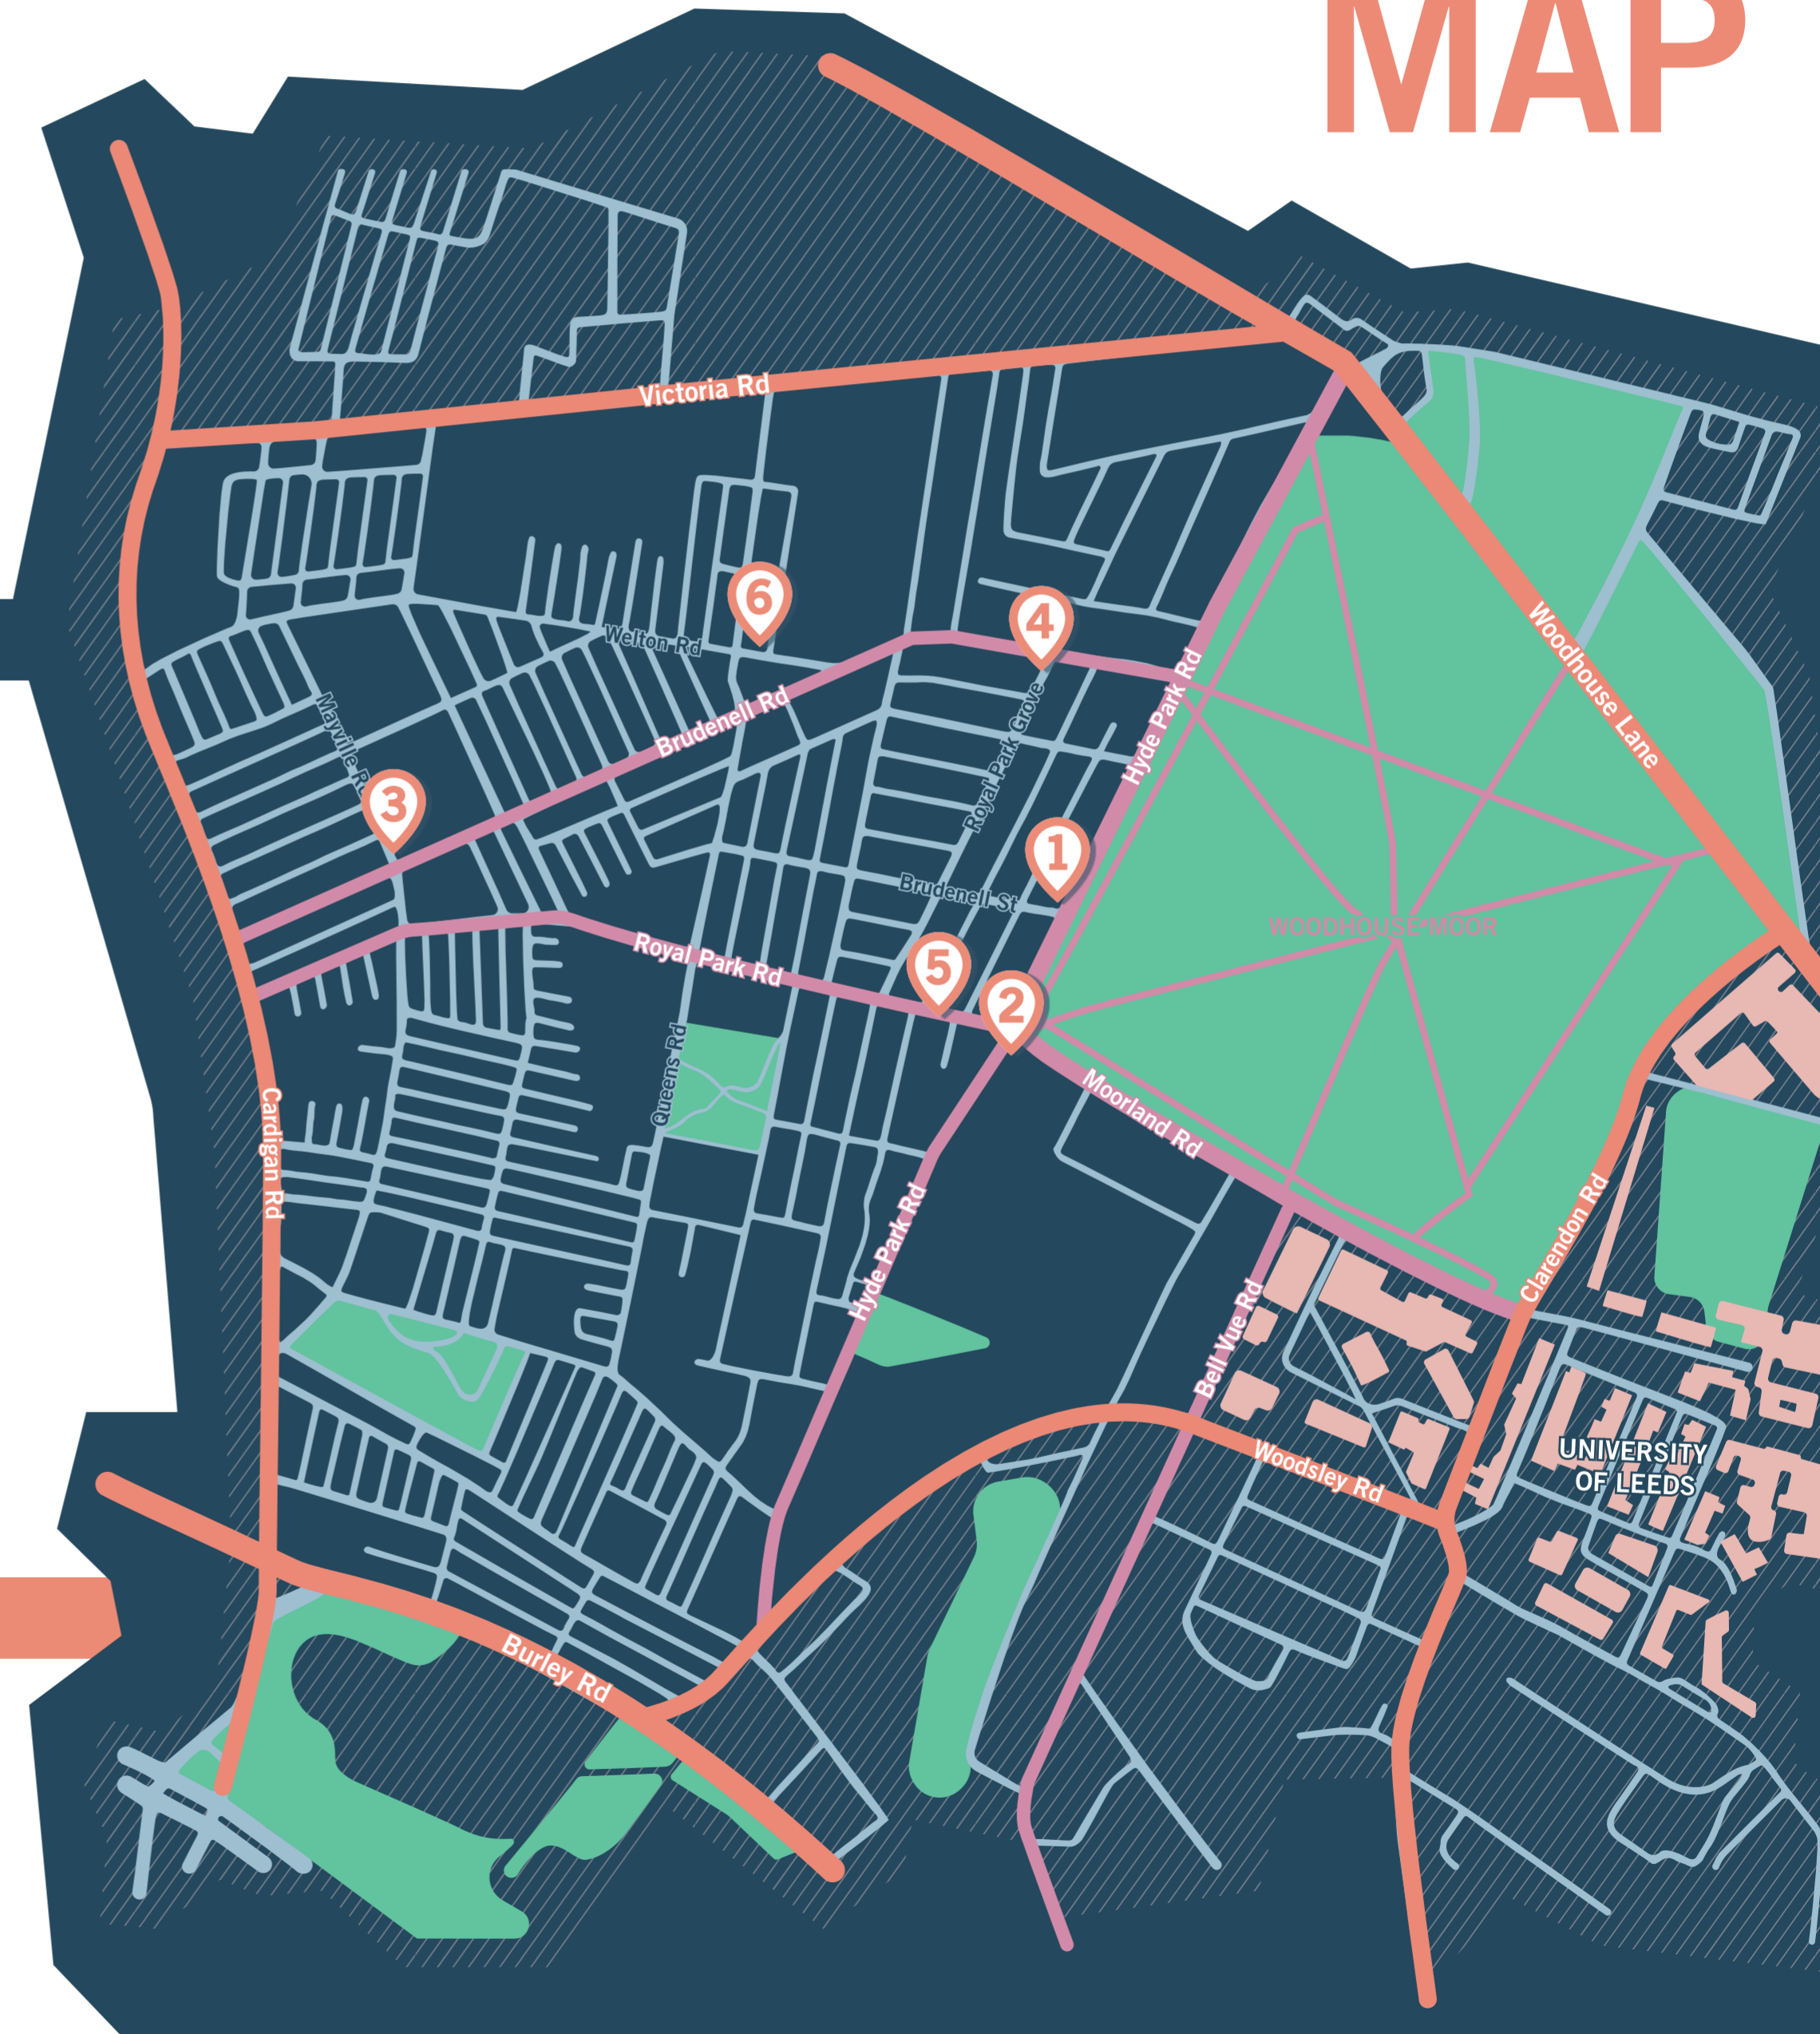 MAP
Victoria Rd
6
4
Welton Rd
Woodhouse Lane
Mayville Rd
Brudenell Rd
Hyde Park Rd
Royal Park Grove
3
1
Brudenell St
WOODHOUSE MOOR
Royal Park Rd
5
2
Queens Rd
Moorland Rd
Cardigan Rd
Hyde Park Rd
Clarendon Rd
Bell Vue Rd
UNIVERSITY
OF LEEDS
Woodsley Rd
Burley Rd